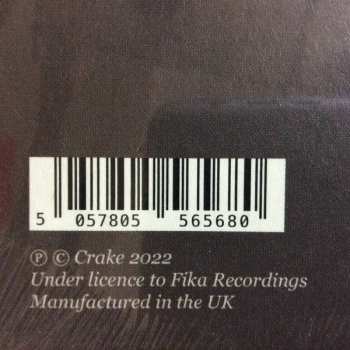 5 057805 565680
℗ © Crake 2022
Under licence to Fika Recordings
Manufactured in the UK